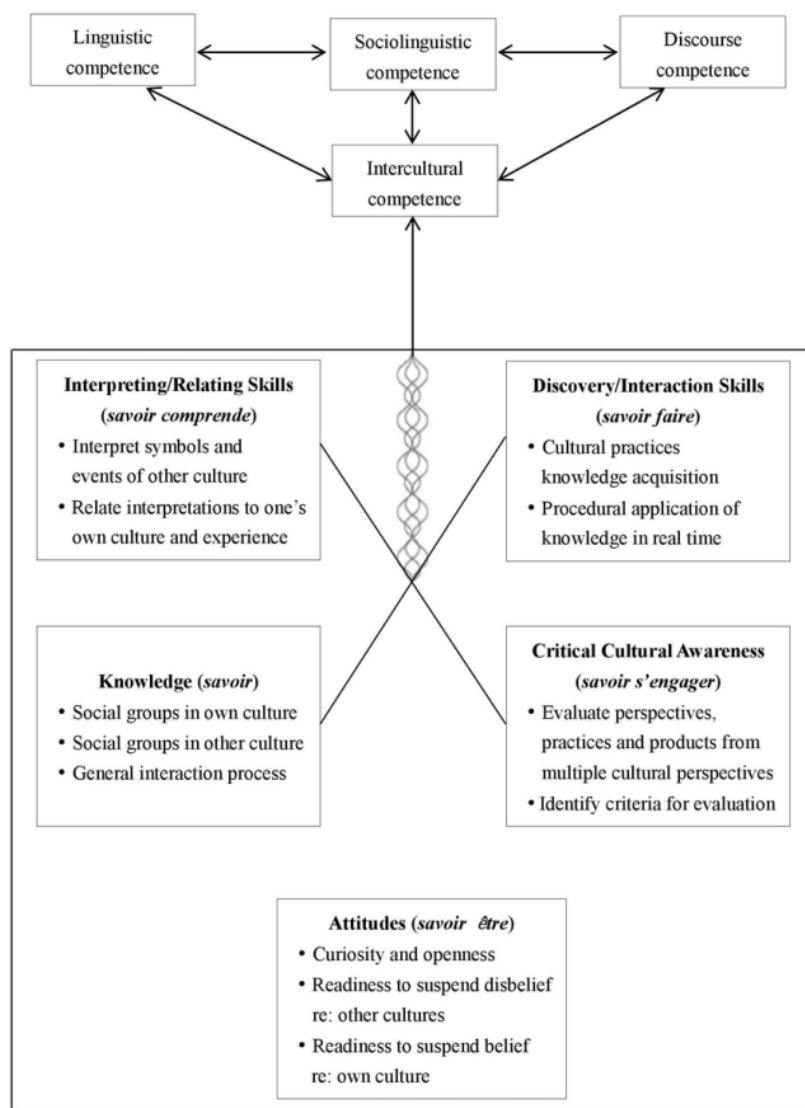 Linguistic
competence
Sociolinguistic
competence
Discourse
competence
Intercultural
competence
Interpreting/Relating Skills
(savoir comprende)
• Interpret symbols and
events of other culture
• Relate interpretations to one's
own culture and experience
Discovery/Interaction Skills
(savoir faire)
• Cultural practices
knowledge acquisition
• Procedural application of
knowledge in real time
Knowledge (savoir)
• Social groups in own culture
• Social groups in other culture
• General interaction process
Critical Cultural Awareness
(savoir s'engager)
• Evaluate perspectives,
practices and products from
multiple cultural perspectives
• Identify criteria for evaluation
Attitudes (savoir être)
• Curiosity and openness
• Readiness to suspend disbelief
re: other cultures
• Readiness to suspend belief
re: own culture